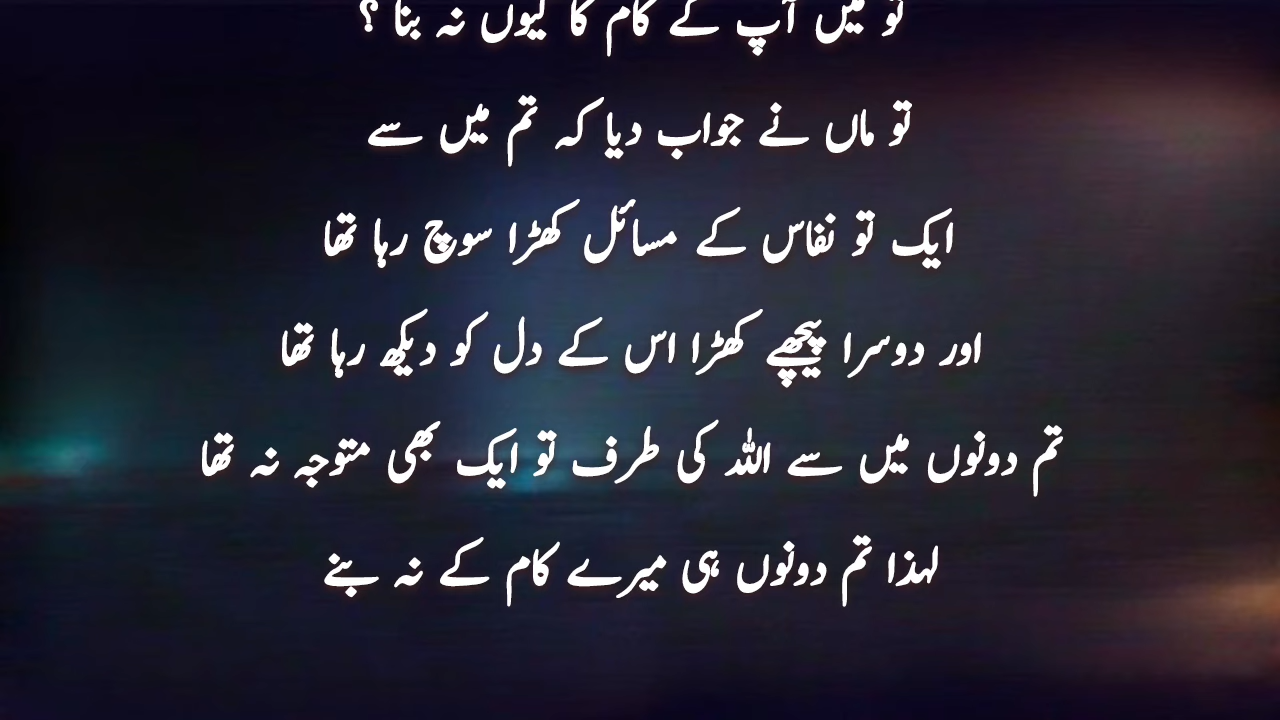 تو میں آپ کے کام کا کیوں نہ بنا ؟
تو ماں نے جواب دیا کہ تم میں سے
ایک تو نفاس کے مسائل کھڑا سوچ رہا تھا
اور دوسرا پیچھے کھڑا اس کے دل کو دیکھ رہا تھا
تم دونوں میں سے اللہ کی طرف تو ایک بھی متوجہ نہ تھا
لہذا تم دونوں ہی میرے کام کے نہ بنے